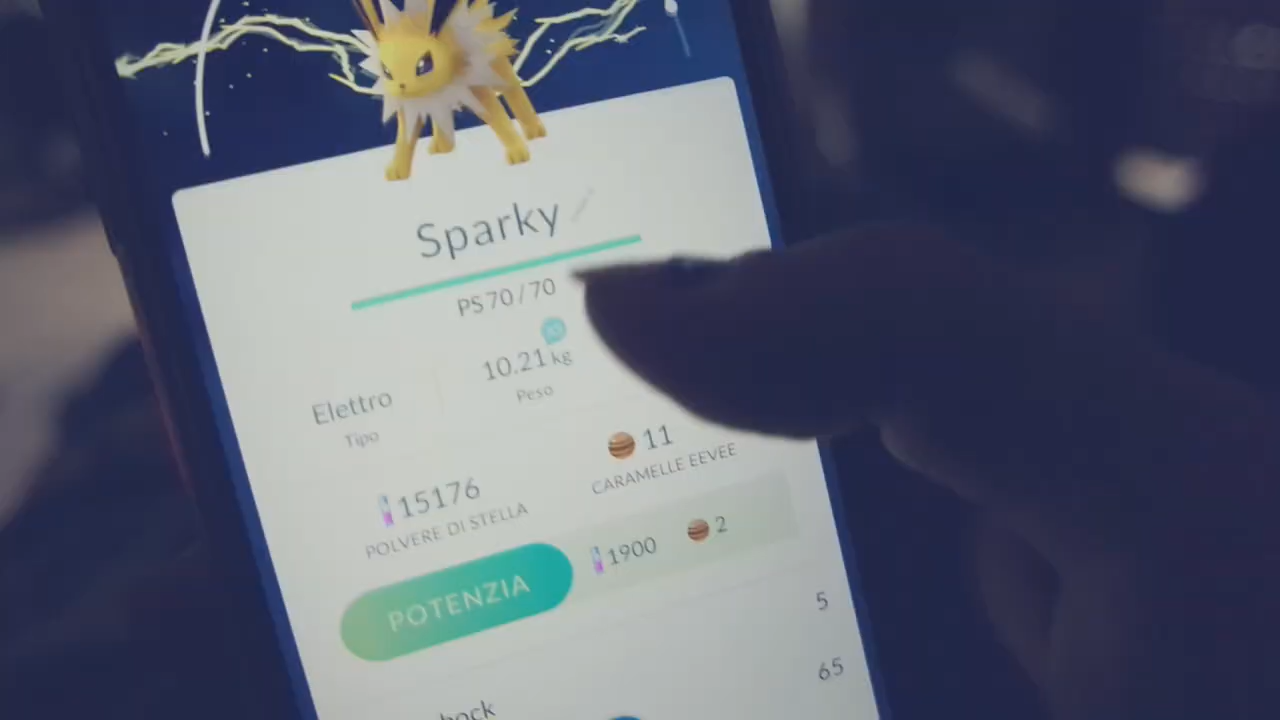 Sparky
PS 70 / 70
XS
10.21 kg
Peso
Elettro
Tipo
11
CARAMELLE EEVEE
15176
POLVERE DI STELLA
POTENZIA
1900
2
5
65